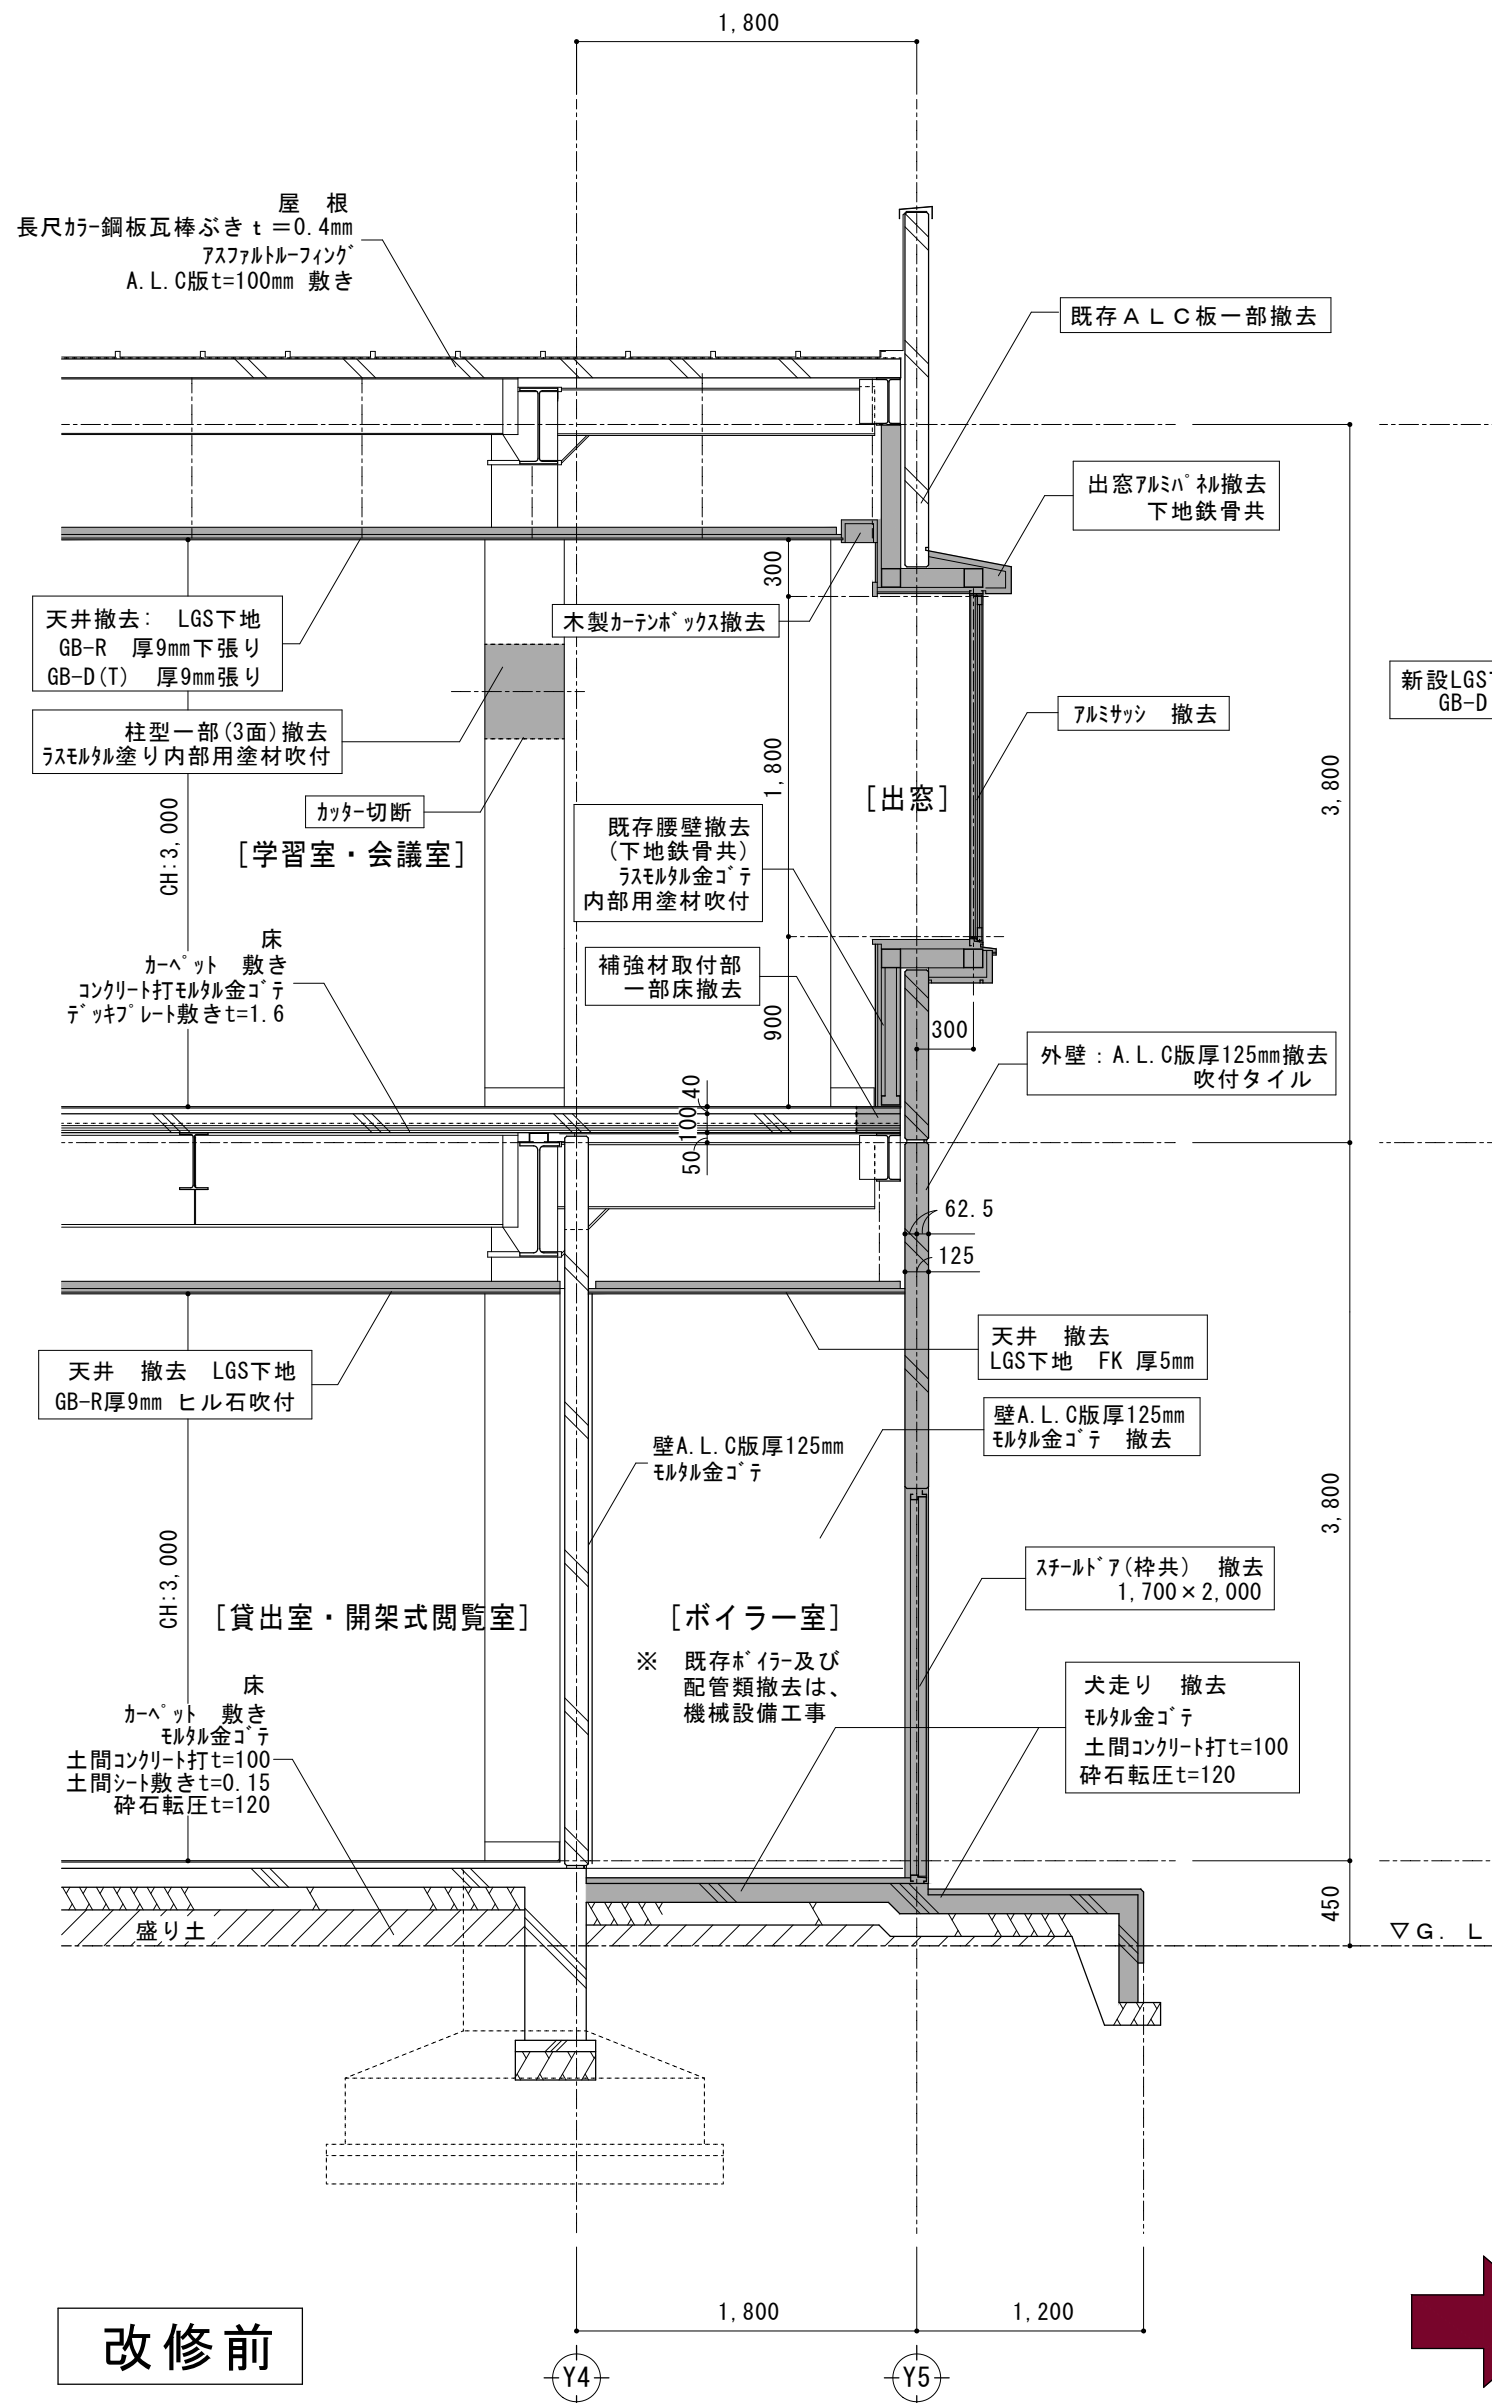 1,800
屋　根
長尺ｶﾗｰ鋼板瓦棒ぶきｔ＝0.4mm
ｱｽﾌｧﾙﾄﾙｰﾌｨﾝｸﾞ
A.L.C版t=100mm 敷き
既存ＡＬＣ板一部撤去
出窓ｱﾙﾐﾊﾟﾈﾙ撤去
下地鉄骨共
300
天井撤去:　LGS下地
GB-R　厚9mm下張り
GB-D(T)　厚9mm張り
木製ｶｰﾃﾝﾎﾞｯｸｽ撤去
新設LGS
GB-D
柱型一部(3面)撤去
ﾗｽﾓﾙﾀﾙ塗り内部用塗材吹付
ｱﾙﾐｻｯｼ　撤去
1,800
3,800
[出窓]
ｶｯﾀｰ切断
CH:3,000
[学習室・会議室]
既存腰壁撤去
(下地鉄骨共)
ﾗｽﾓﾙﾀﾙ金ｺﾞﾃ
内部用塗材吹付
床
ｶｰﾍﾟｯﾄ　敷き
ｺﾝｸﾘｰﾄ打ﾓﾙﾀﾙ金ｺﾞﾃ
ﾃﾞｯｷﾌﾟﾚｰﾄ敷きt=1.6
補強材取付部
一部床撤去
900
300
外壁：A.L.C版厚125mm撤去
吹付タイル
40
100
50
62.5
125
天井　撤去
LGS下地　FK 厚5mm
天井　撤去　LGS下地
GB-R厚9mm ヒル石吹付
壁A.L.C版厚125mm
ﾓﾙﾀﾙ金ｺﾞﾃ　撤去
壁A.L.C版厚125mm
ﾓﾙﾀﾙ金ｺﾞﾃ
3,800
CH:3,000
ｽﾁｰﾙﾄﾞｱ(枠共)　撤去
1,700×2,000
[貸出室・開架式閲覧室]
[ボイラー室]
※　既存ﾎﾞｲﾗｰ及び
配管類撤去は、
機械設備工事
犬走り　撤去
ﾓﾙﾀﾙ金ｺﾞﾃ
土間ｺﾝｸﾘｰﾄ打t=100
砕石転圧t=120
床
ｶｰﾍﾟｯﾄ　敷き
ﾓﾙﾀﾙ金ｺﾞﾃ
土間ｺﾝｸﾘｰﾄ打t=100
土間ｼｰﾄ敷きt=0.15
砕石転圧t=120
450
盛り土
▽G. L
1,800
1,200
改修前
Y4
Y5